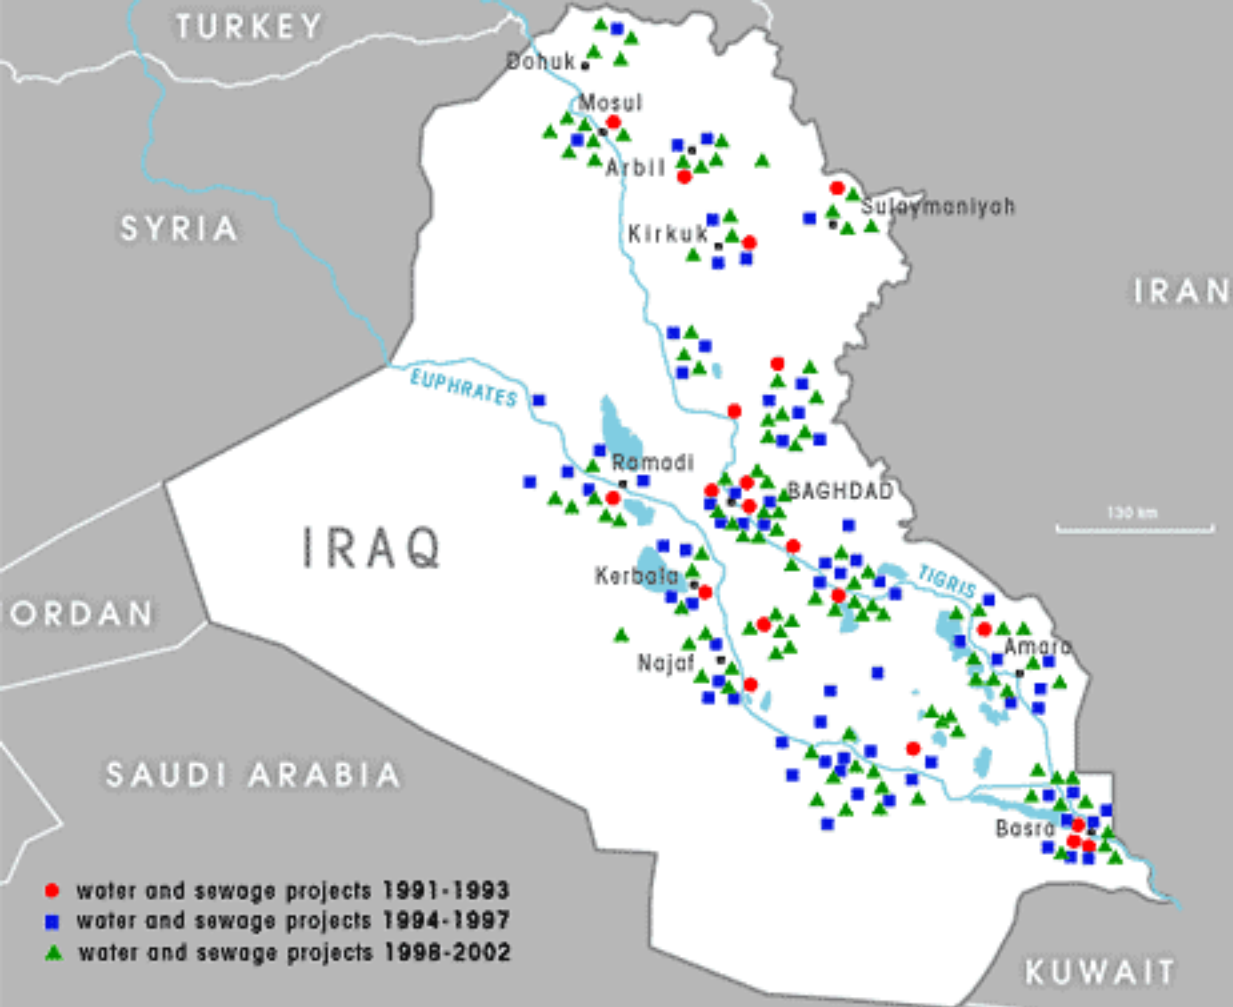 TURKEY
Dohuk
Mosul
Arbil
SYRIA
Sulaymaniyah
Kirkuk
IRAN
EUPHRATES
Ramadi
BAGHDAD
130 km
IRAQ
Kerbala
TIGRIS
ORDAN
Amara
Najaf
SAUDI ARABIA
Basra
water and sewage projects 1991-1993
water and sewage projects 1994-1997
water and sewage projects 1998-2002
KUWAIT